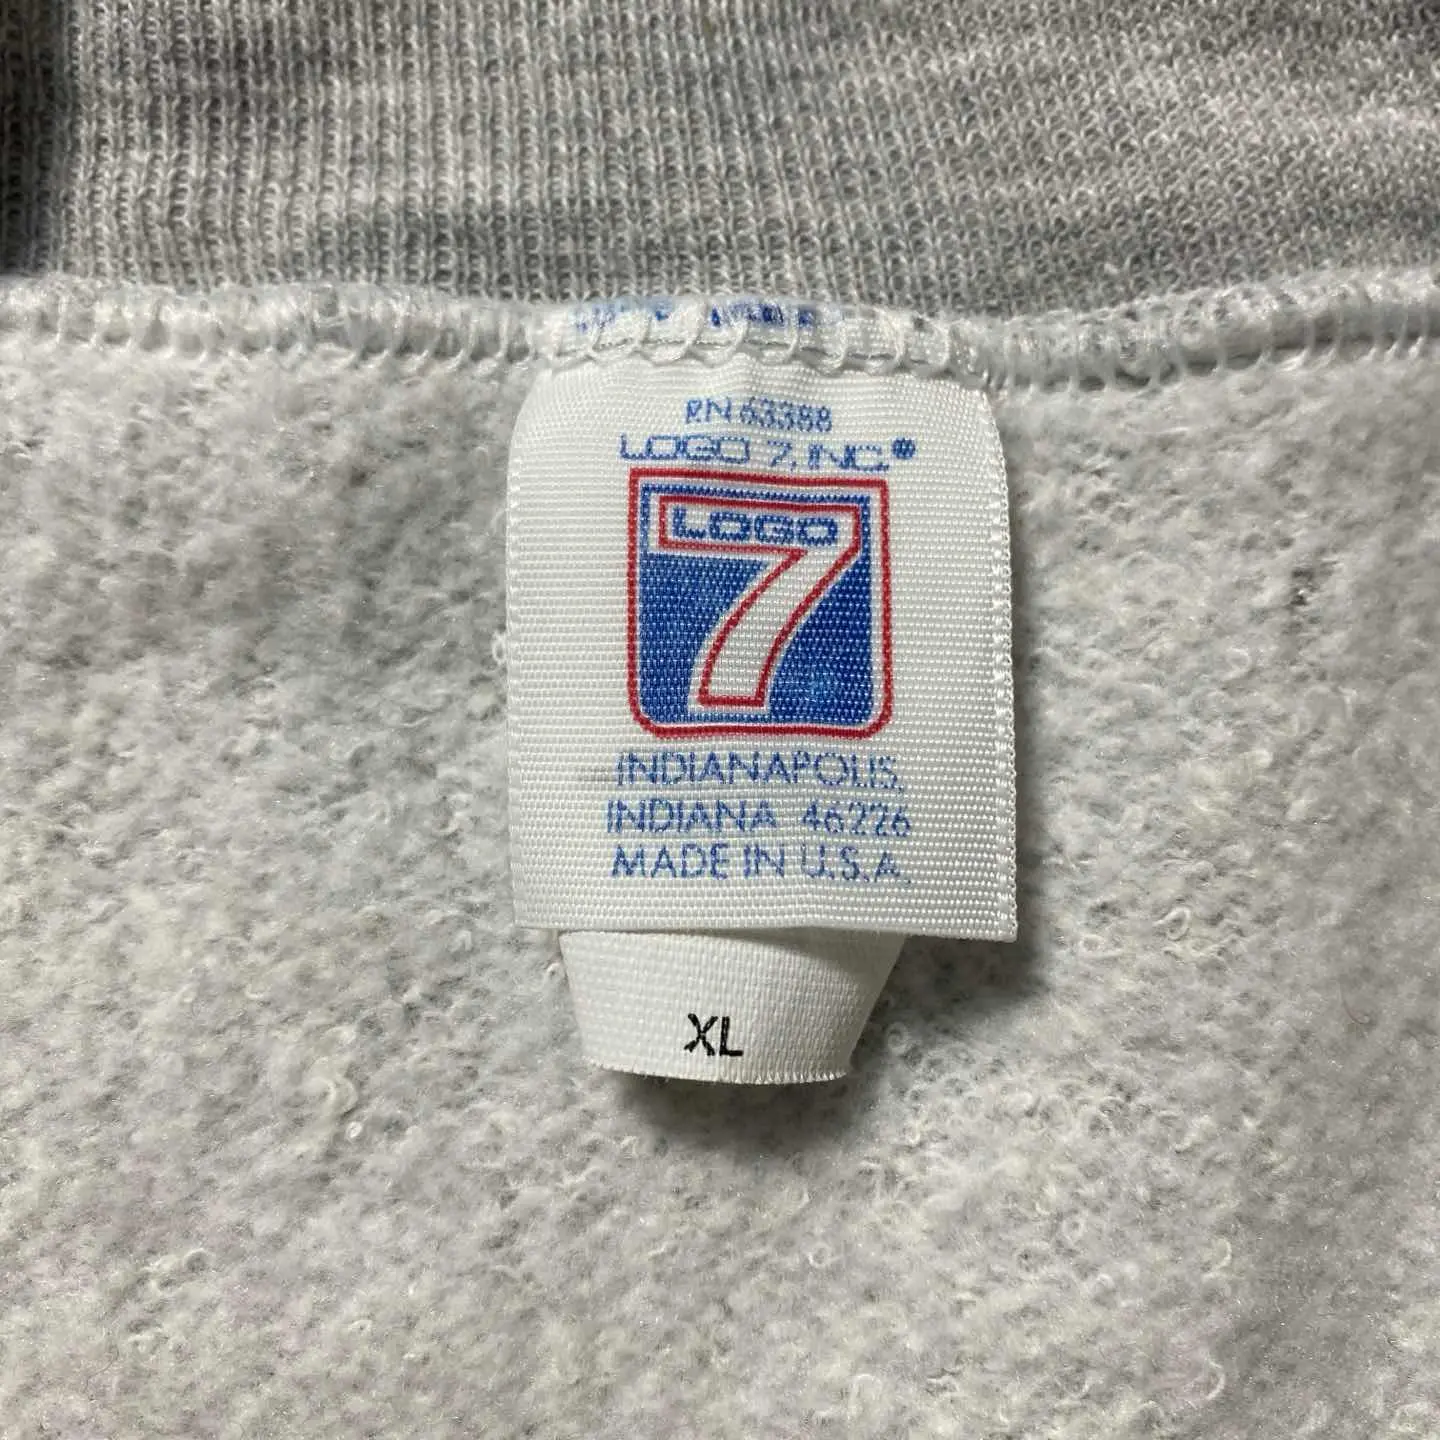 RN 63388
LOGO 7, INC.®
LOGO
7
INDIANAPOLIS,
INDIANA 46226
MADE IN U.S.A.
XL